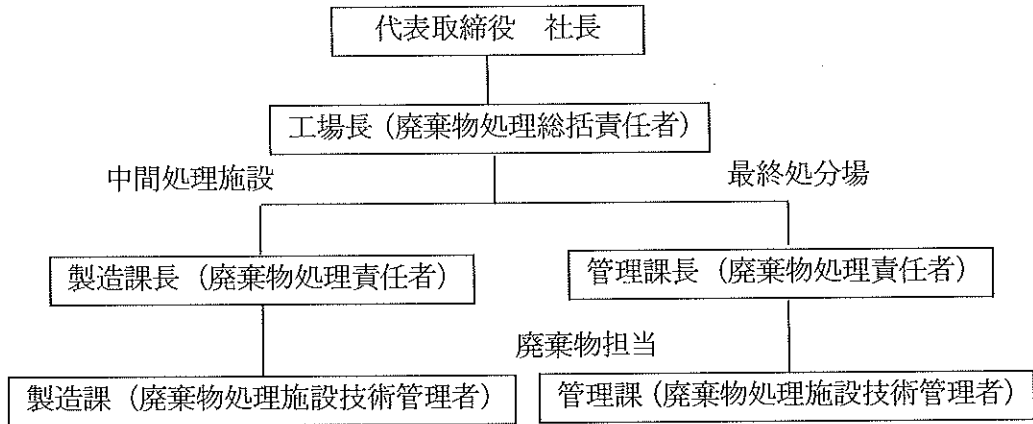 代表取締役　社長
工場長（廃棄物処理総括責任者）
中間処理施設
最終処分場
製造課長（廃棄物処理責任者）
管理課長（廃棄物処理責任者）
廃棄物担当
製造課（廃棄物処理施設技術管理者）
管理課（廃棄物処理施設技術管理者）